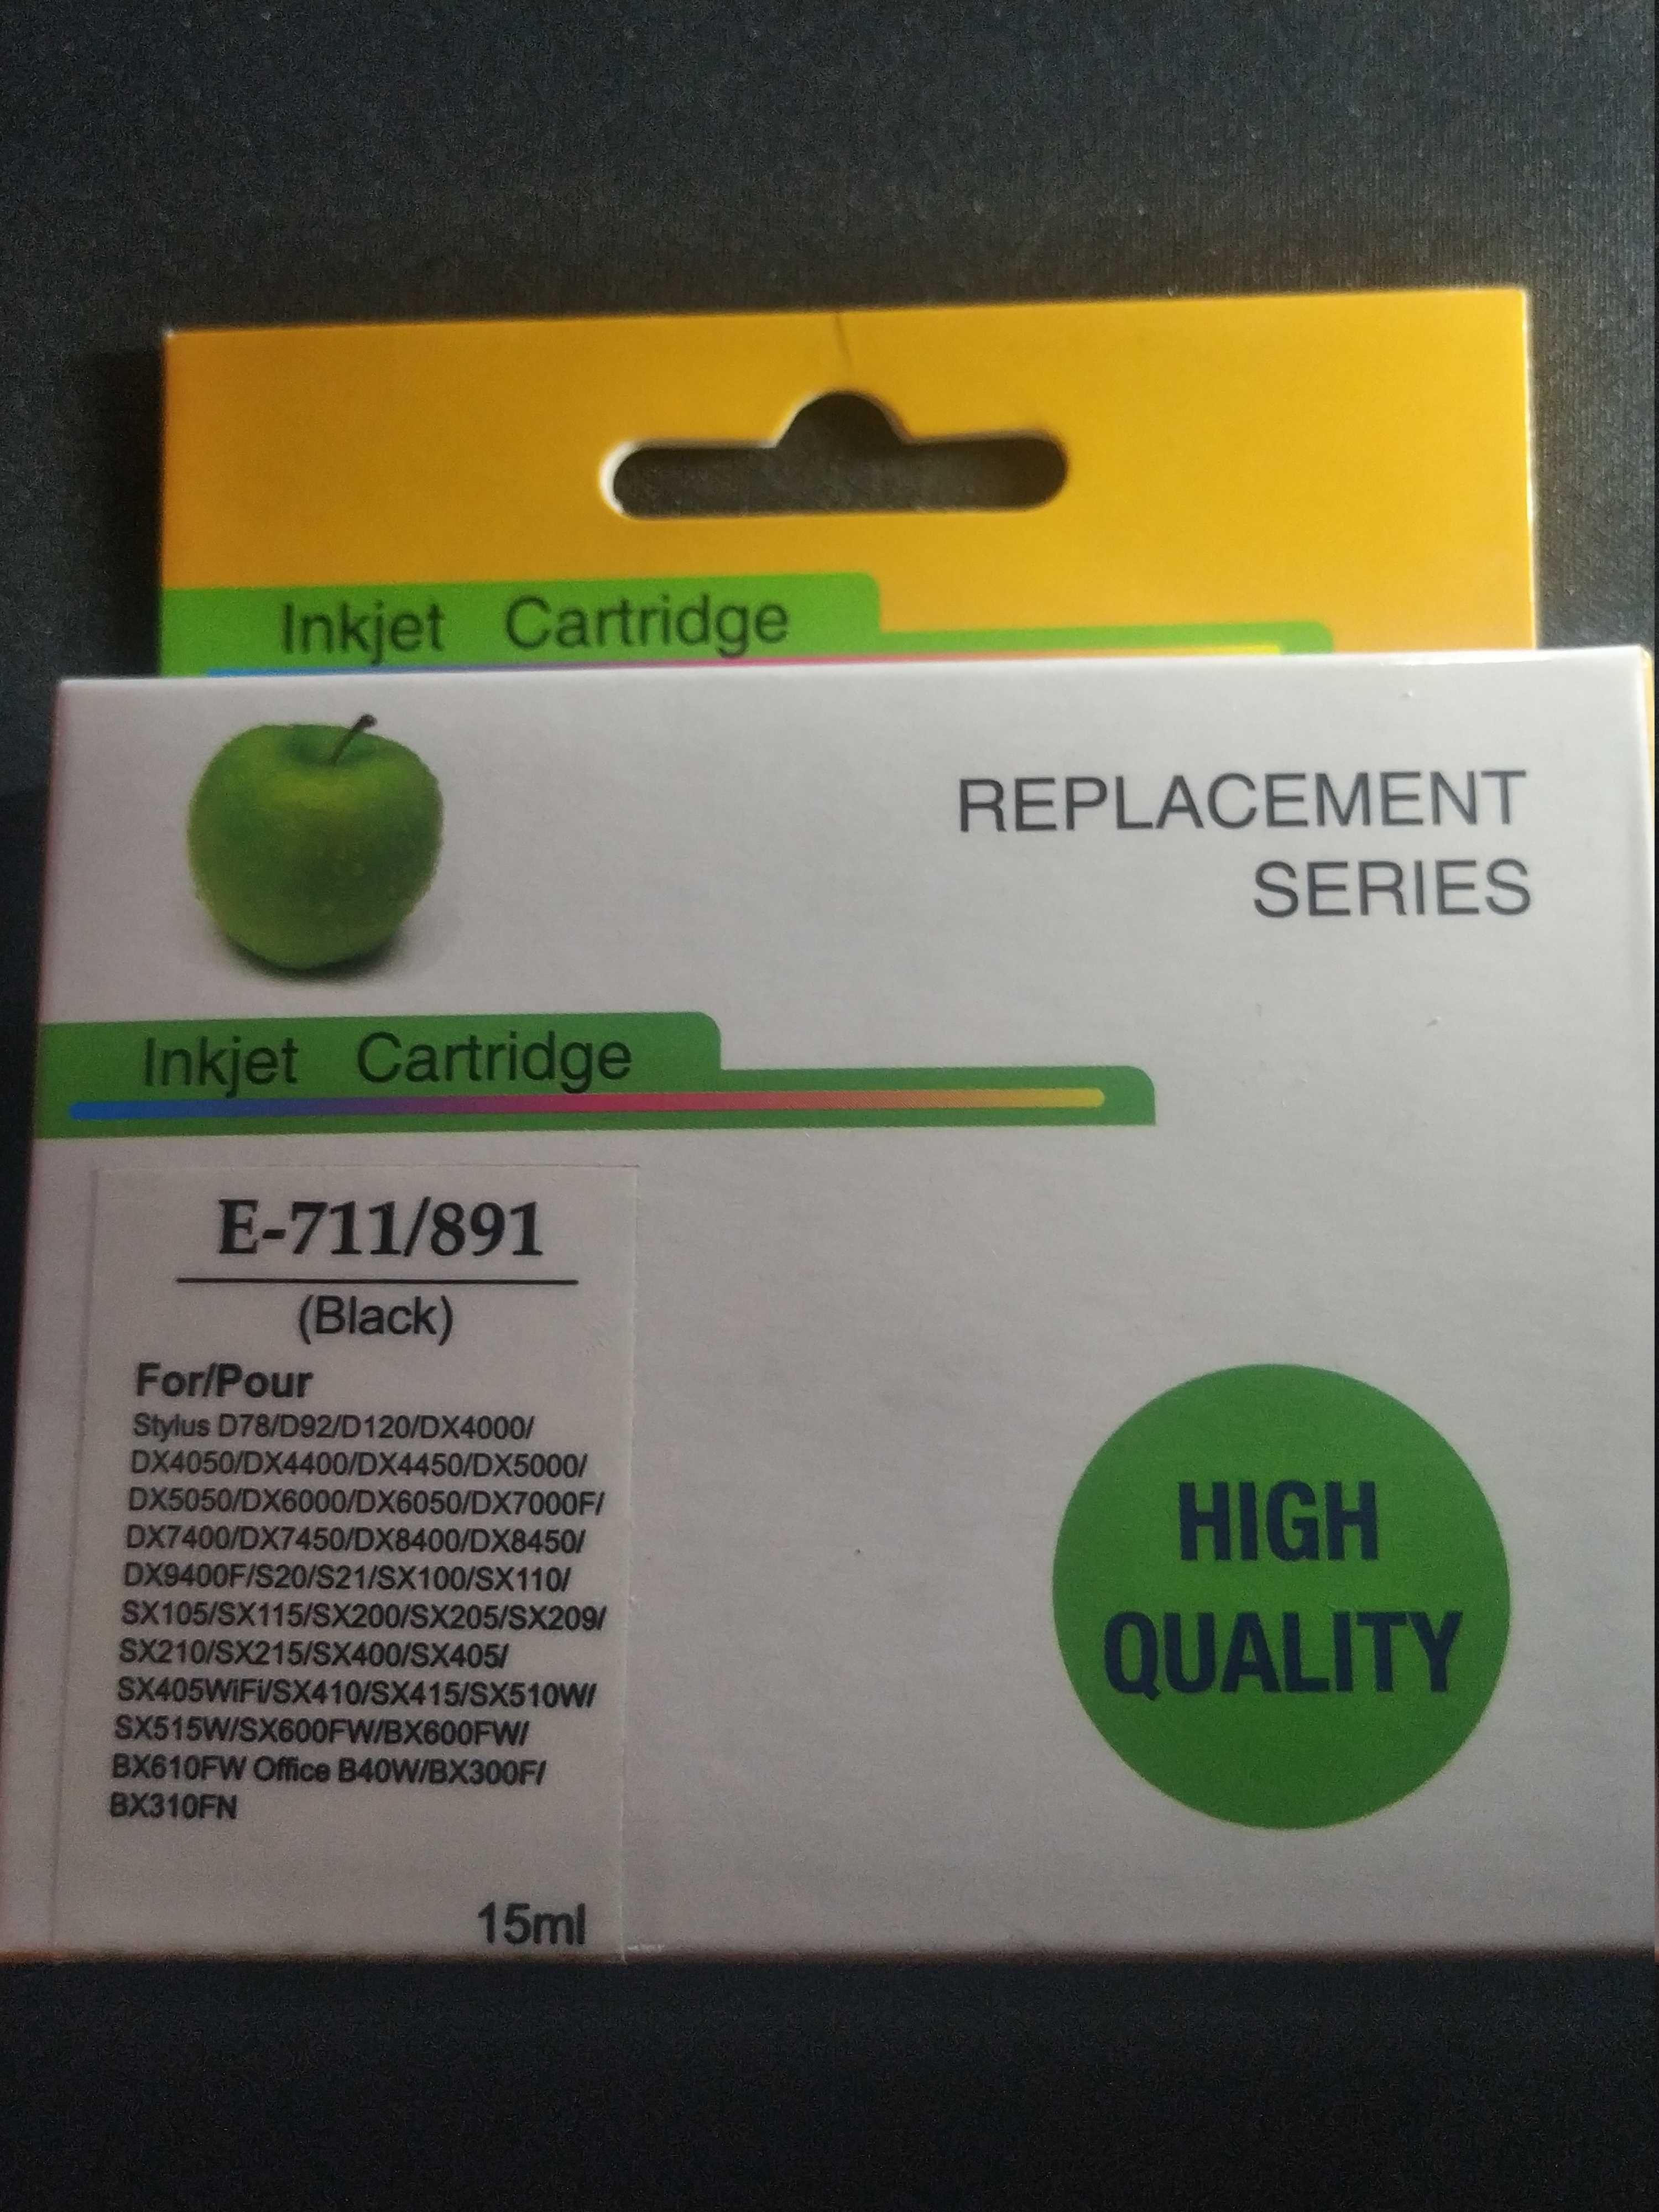 Inkjet Cartridge
REPLACEMENT
SERIES
Inkjet Cartridge
E-711/891
(Black)
For/Pour
Stylus D78/D92/D120/DX4000/
DX4050/DX4400/DX4450/DX5000/
DX5050/DX6000/DX6050/DX7000F/
DX7400/DX7450/DX8400/DX8450/
DX9400F/S20/S21/SX100/SX110/
SX105/SX115/SX200/SX205/SX209/
SX210/SX215/SX400/SX405/
SX405WiFi/SX410/SX415/SX510W/
SX515W/SX600FW/BX600FW/
BX610FW Office B40W/BX300F/
BX310FN
15ml
HIGH
QUALITY